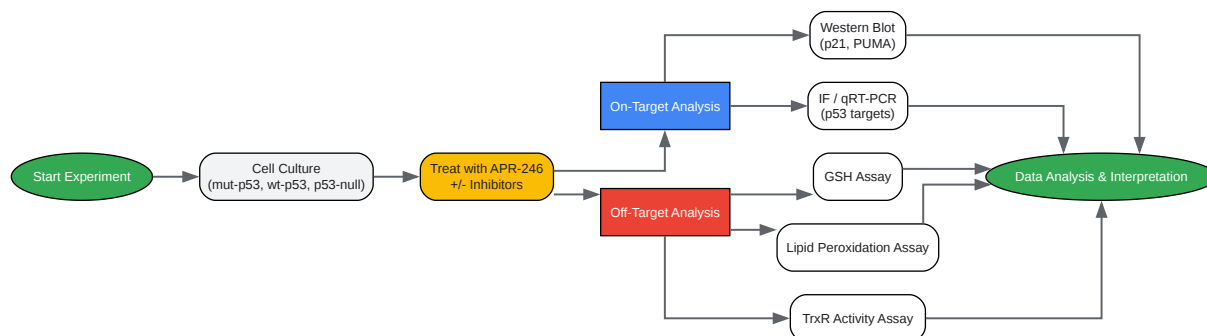 Start Experiment
Cell Culture
(mut-p53, wt-p53, p53-null)
Treat with APR-246
+/- Inhibitors
On-Target Analysis
Off-Target Analysis
Western Blot
(p21, PUMA)
IF / qRT-PCR
(p53 targets)
GSH Assay
Lipid Peroxidation Assay
TrxR Activity Assay
Data Analysis & Interpretation